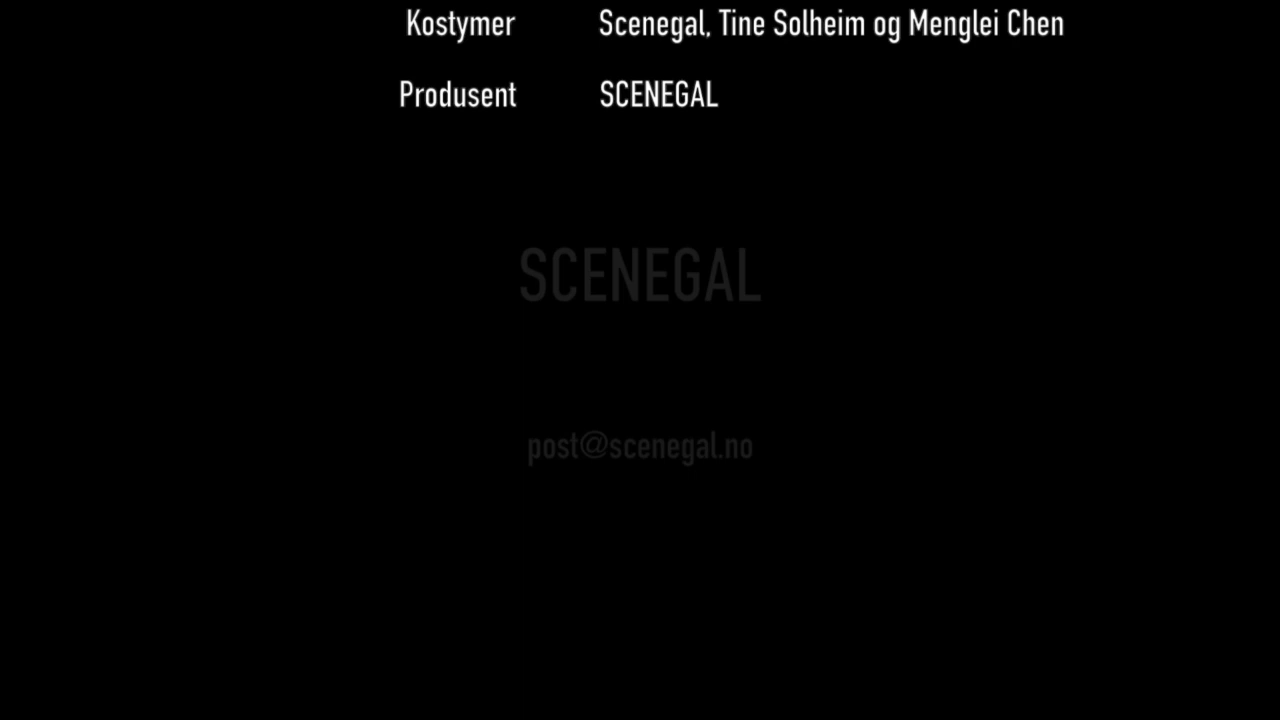 Kostymer Scenegal, Tine Solheim og Menglei Chen
Produsent SCENEGAL
SCENEGAL
post@scenegal.no